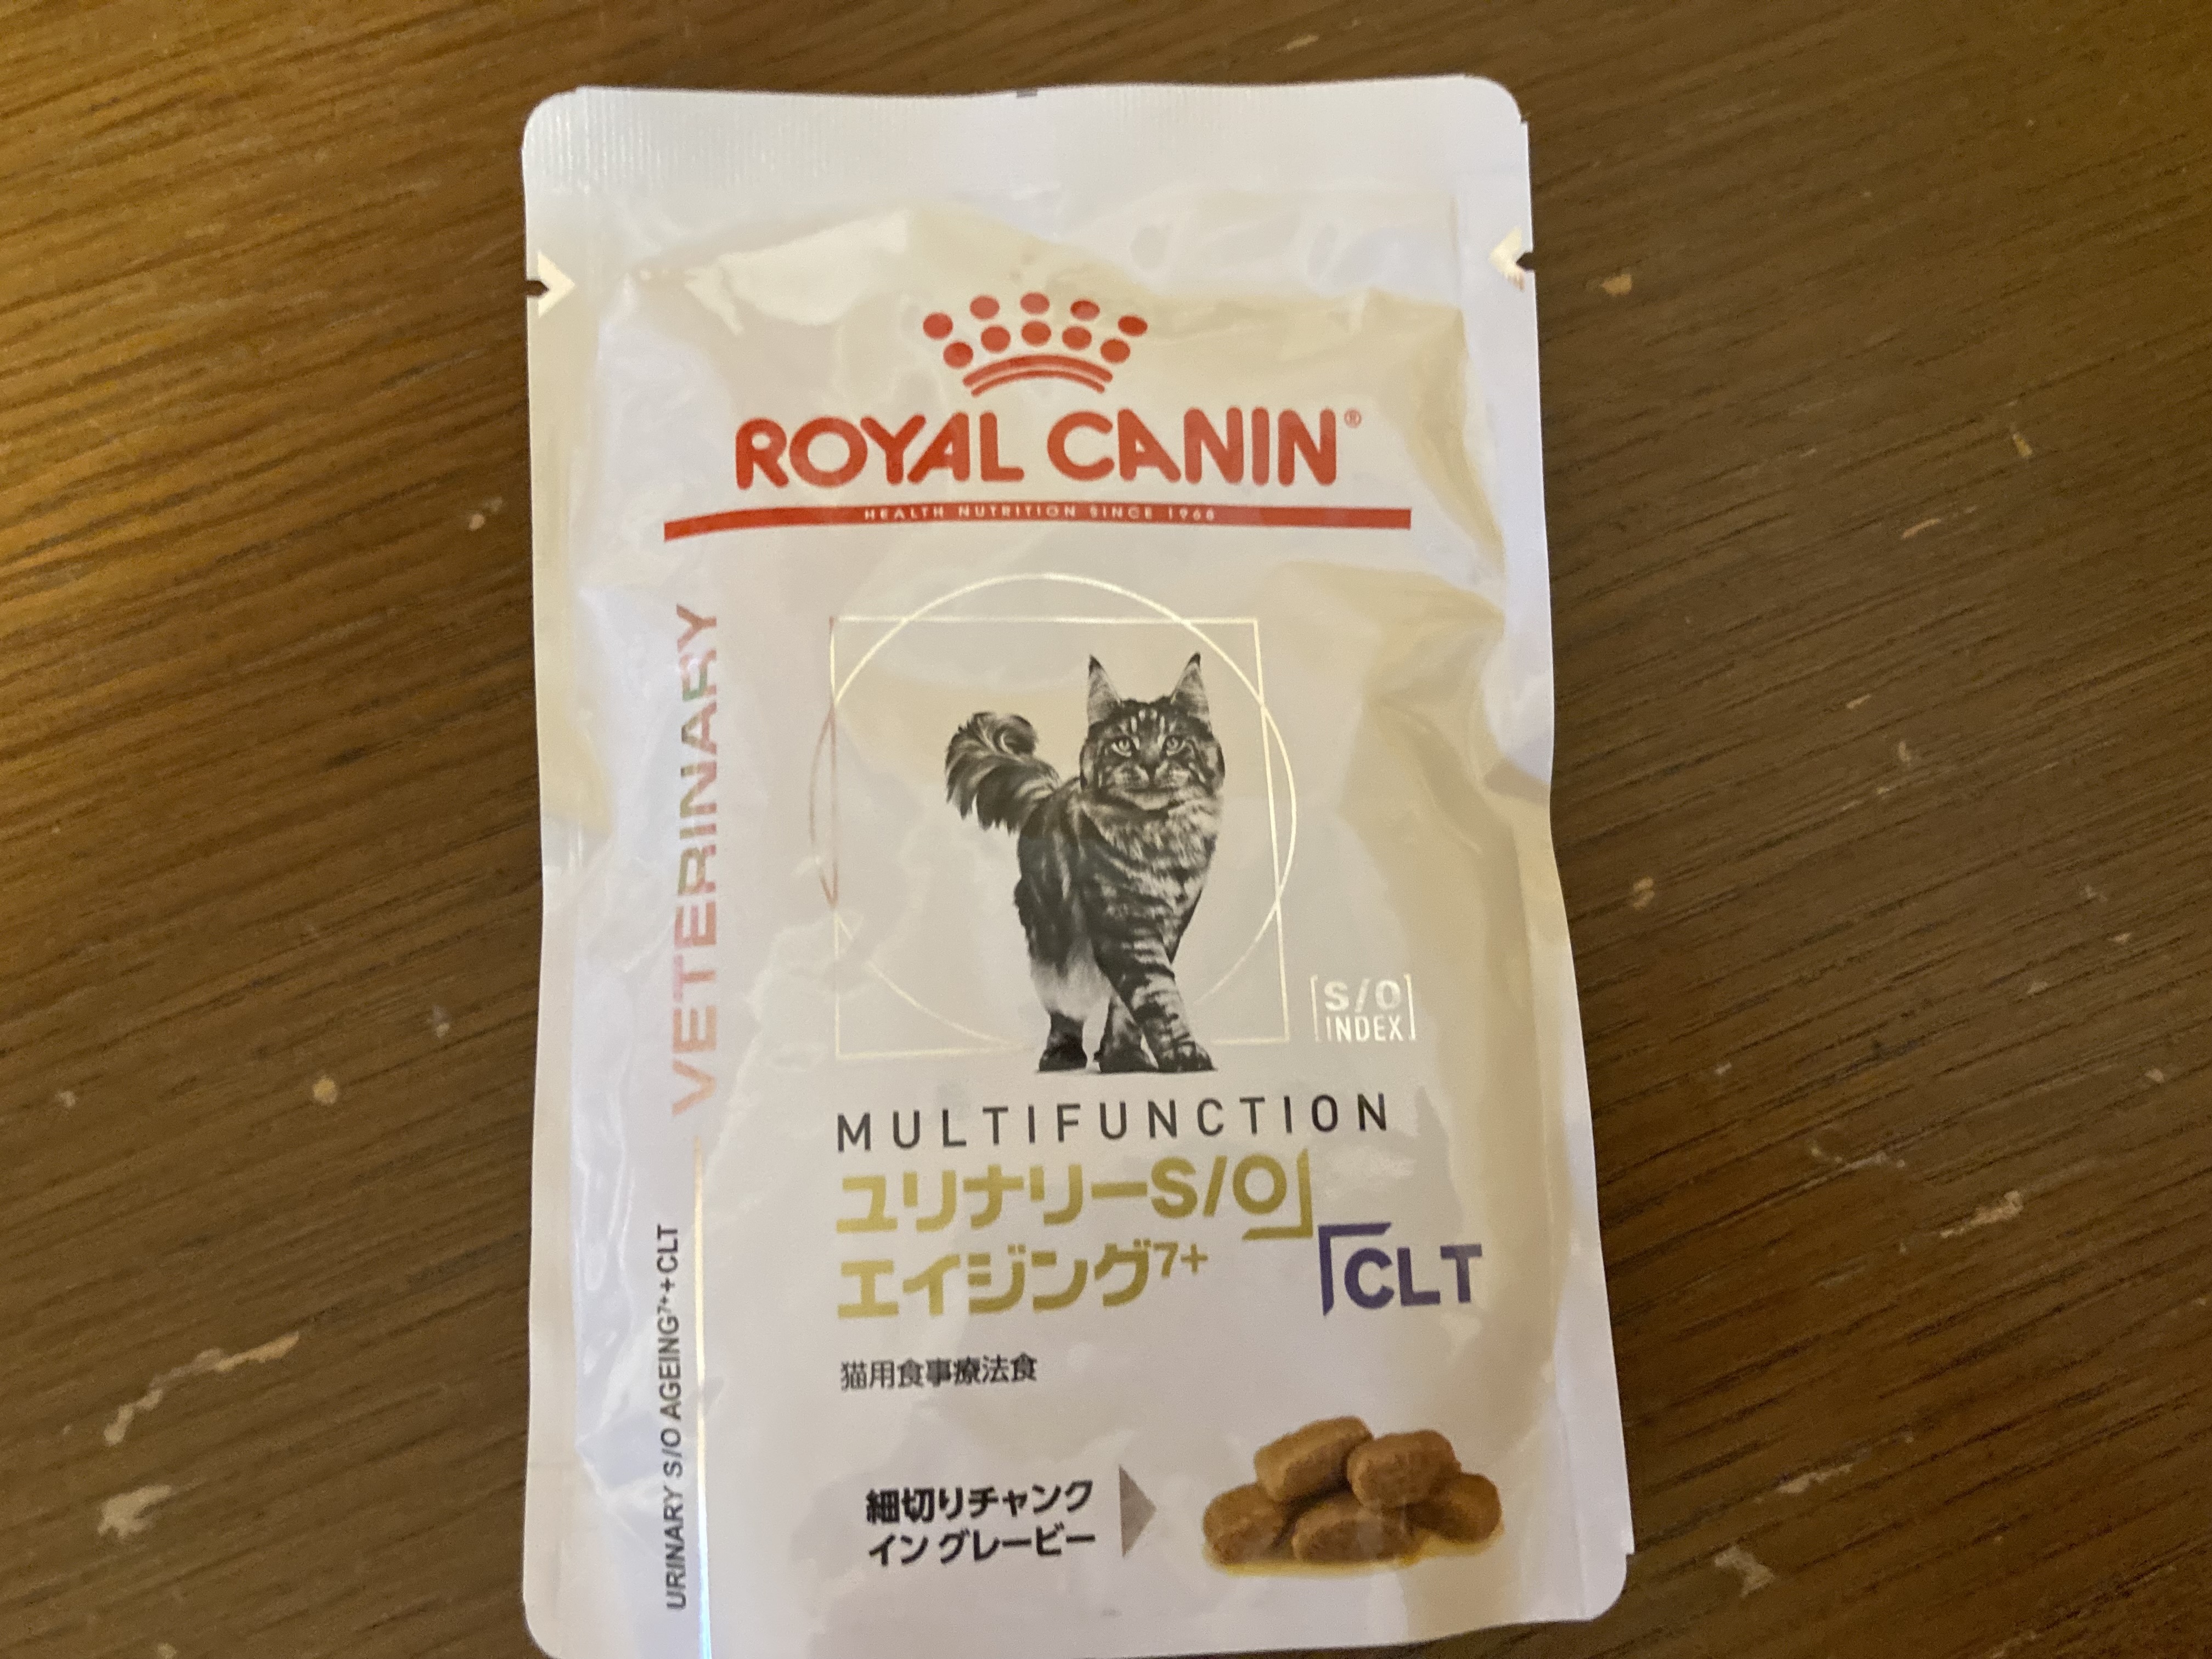 ROYAL CANIN®
HEALTH NUTRITION SINCE 1968
VETERINARY
S/O
INDEX
MULTIFUNCTION
ユリナリーS/O
エイジング7+
CLT
猫用食事療法食
細切りチャンク
イン グレービー
URINARY S/O AGEING7++CLT